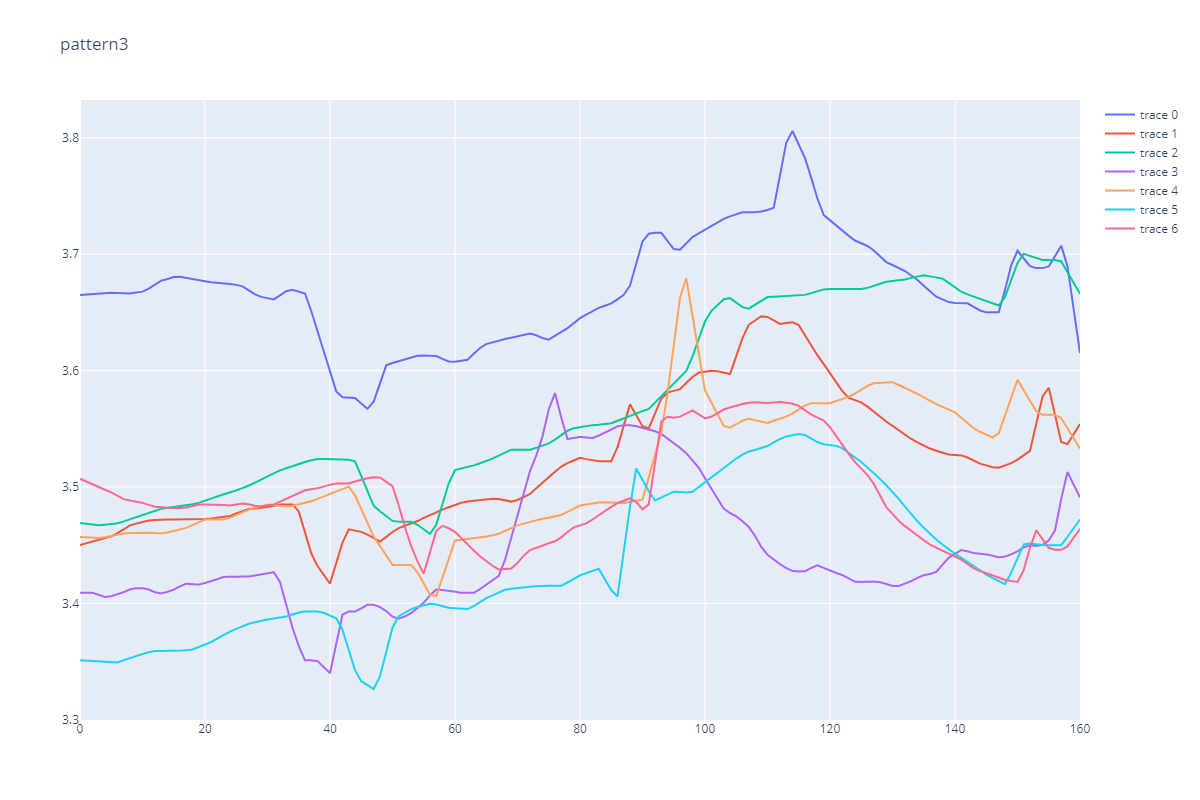 pattern3
trace 0
trace 1
trace 2
trace 3
trace 4
trace 5
trace 6
3.8
3.7
3.6
3.5
3.4
3.3
0 20 40 60 80 100 120 140 160